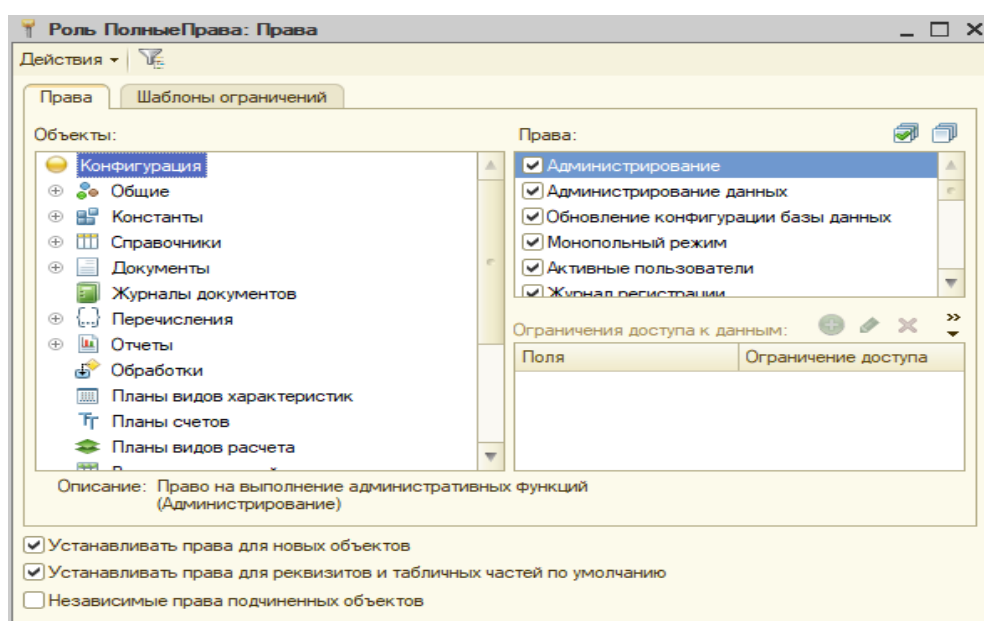 Роль ПолныеПрава: Права
Действия
Права
Шаблоны ограничений
Объекты:
Конфигурация
Общие
Константы
Справочники
Документы
Журналы документов
Перечисления
Отчеты
Обработки
Планы видов характеристик
Планы счетов
Планы видов расчета
Права:
Администрирование
Администрирование данных
Обновление конфигурации базы данных
Монопольный режим
Активные пользователи
Журнал регистрации
Ограничения доступа к данным:
Поля
Ограничение доступа
Описание: Право на выполнение административных функций
(Администрирование)
Устанавливать права для новых объектов
Устанавливать права для реквизитов и табличных частей по умолчанию
Независимые права подчиненных объектов